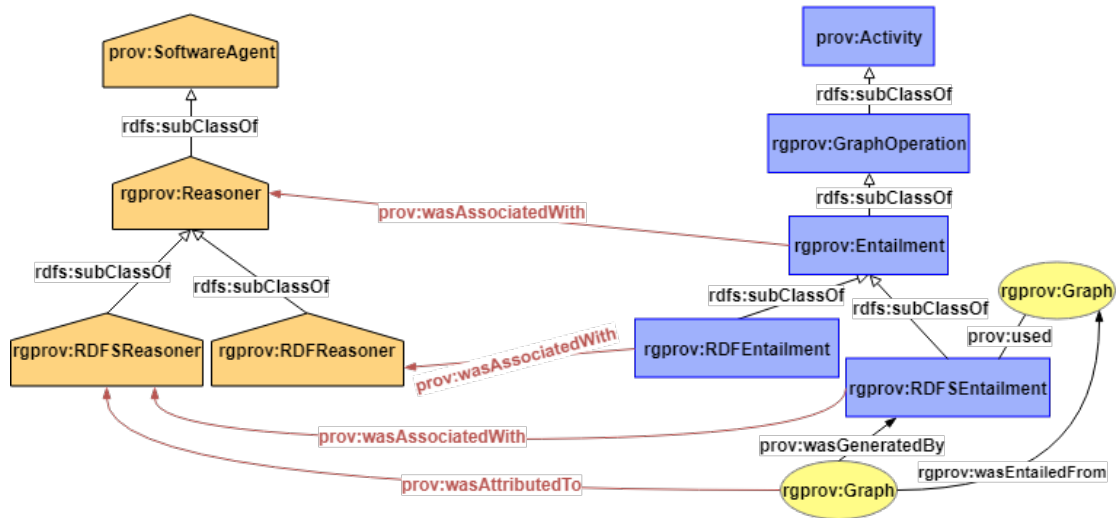 prov:SoftwareAgent
prov:Activity
rdfs:subClassOf
rdfs:subClassOf
rgprov:GraphOperation
rgprov:Reasoner
rdfs:subClassOf
prov:wasAssociatedWith
rgprov:Entailment
rdfs:subClassOf
rdfs:subClassOf
rdfs:subClassOf
rdfs:subClassOf
rgprov:Graph
prov:used
rgprov:RDFSReasoner
rgprov:RDFReasoner
prov:wasAssociatedWith
rgprov:RDFEntailment
rgprov:RDFSEntailment
prov:wasAssociatedWith
prov:wasGeneratedBy
rgprov:wasEntailedFrom
prov:wasAttributedTo
rgprov:Graph